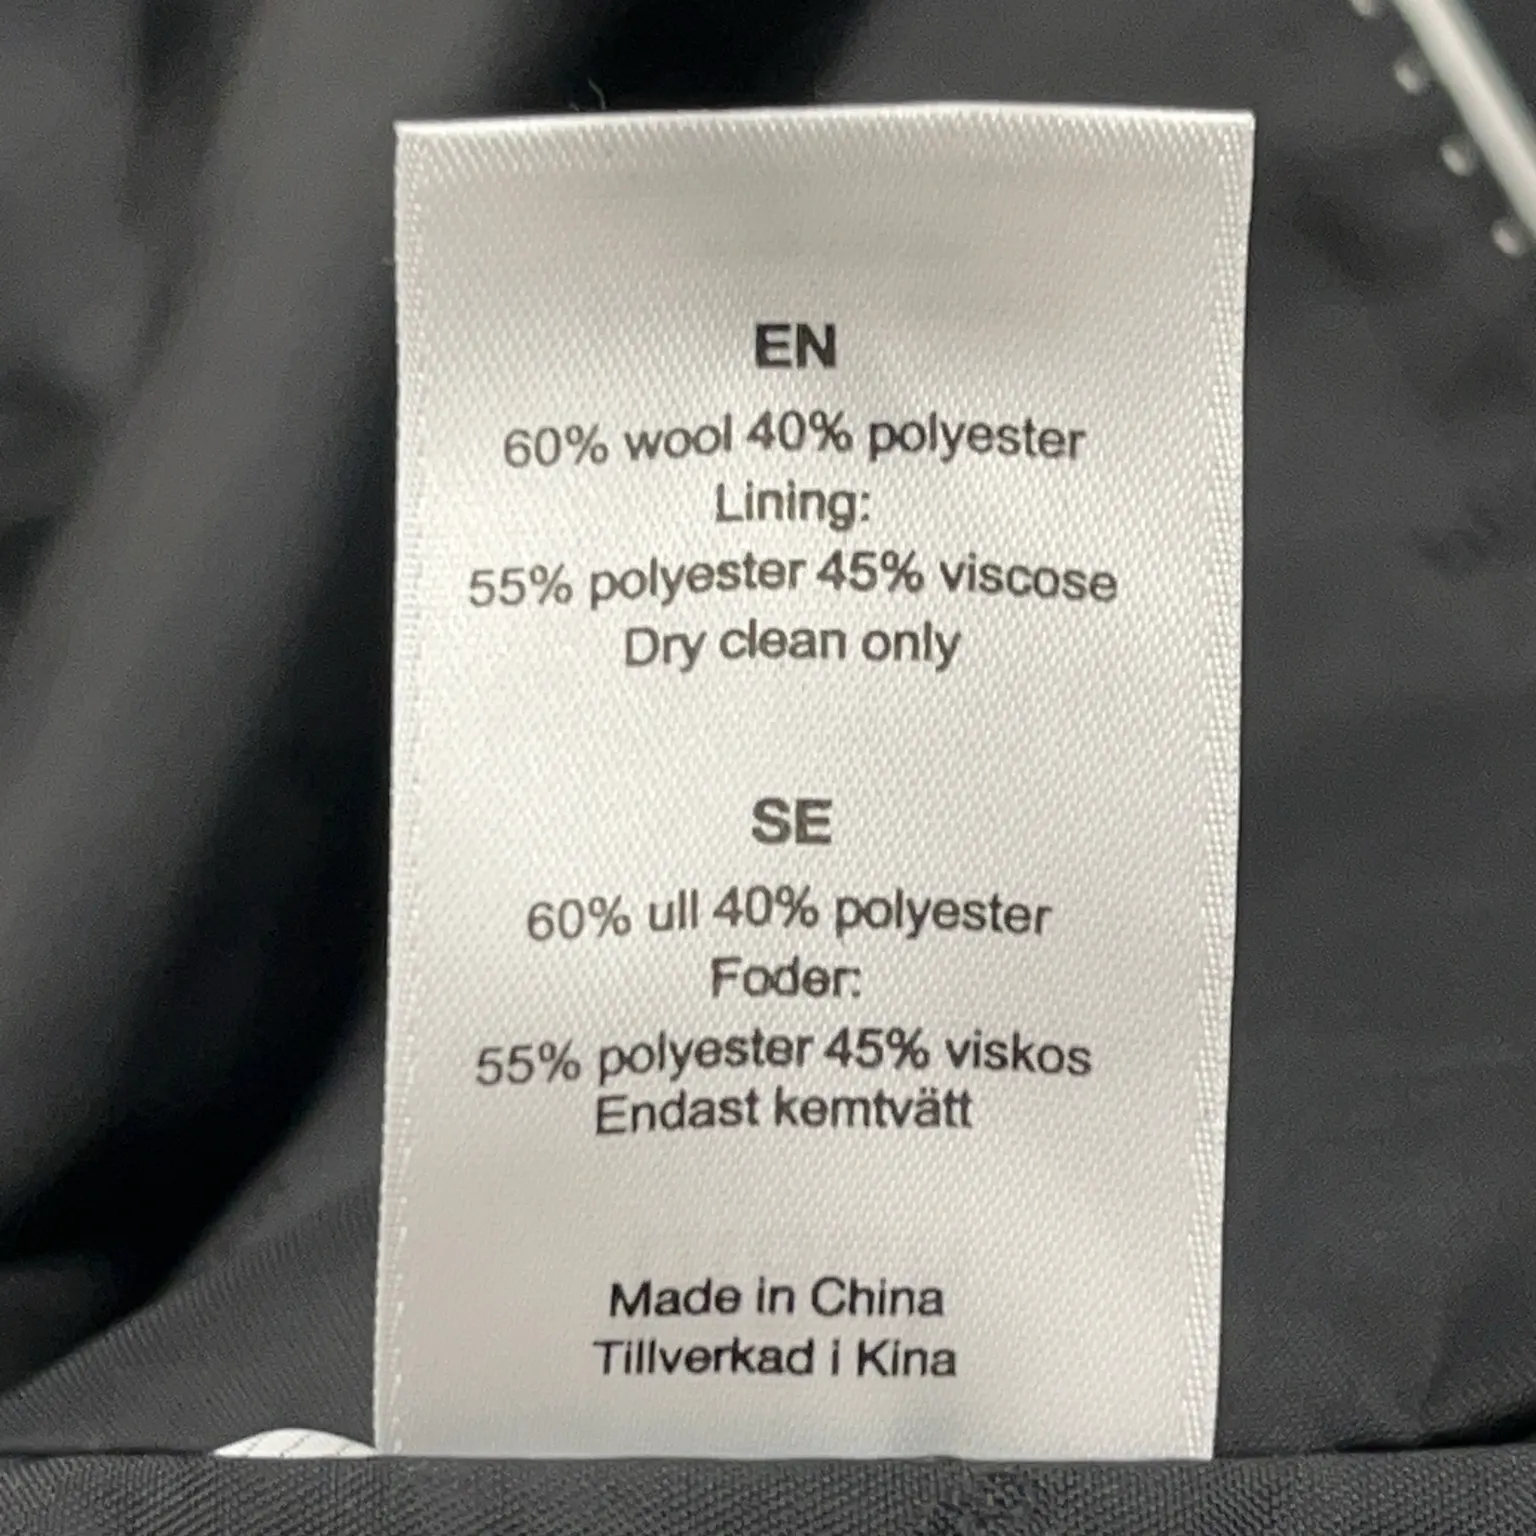 EN
60% wool 40% polyester
Lining:
55% polyester 45% viscose
Dry clean only
SE
60% ull 40% polyester
Foder:
55% polyester 45% viskos
Endast kemtvätt
Made in China
Tillverkad i Kina